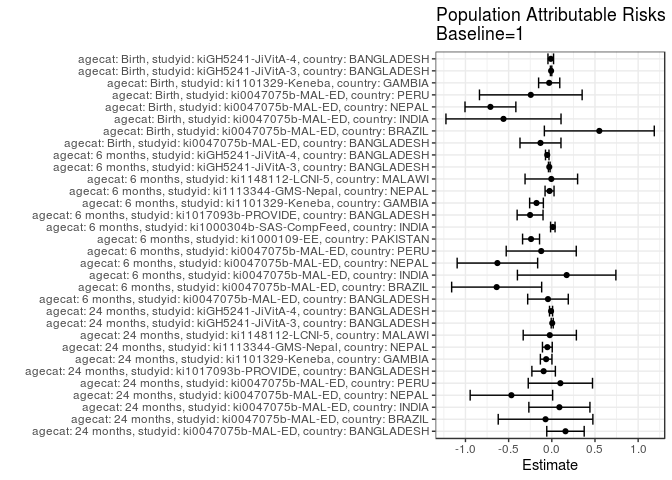 Population Attributable Risks
Baseline=1
agecat: Birth, studyid: kiGH5241-JiVitA-4, country: BANGLADESH
agecat: Birth, studyid: kiGH5241-JiVitA-3, country: BANGLADESH
agecat: Birth, studyid: ki1101329-Keneba, country: GAMBIA
agecat: Birth, studyid: ki0047075b-MAL-ED, country: PERU
agecat: Birth, studyid: ki0047075b-MAL-ED, country: NEPAL
agecat: Birth, studyid: ki0047075b-MAL-ED, country: INDIA
agecat: Birth, studyid: ki0047075b-MAL-ED, country: BRAZIL
agecat: Birth, studyid: ki0047075b-MAL-ED, country: BANGLADESH
agecat: 6 months, studyid: kiGH5241-JiVitA-4, country: BANGLADESH
agecat: 6 months, studyid: kiGH5241-JiVitA-3, country: BANGLADESH
agecat: 6 months, studyid: ki1148112-LCNI-5, country: MALAWI
agecat: 6 months, studyid: ki1113344-GMS-Nepal, country: NEPAL
agecat: 6 months, studyid: ki1101329-Keneba, country: GAMBIA
agecat: 6 months, studyid: ki1017093b-PROVIDE, country: BANGLADESH
agecat: 6 months, studyid: ki1000304b-SAS-CompFeed, country: INDIA
agecat: 6 months, studyid: ki1000109-EE, country: PAKISTAN
agecat: 6 months, studyid: ki0047075b-MAL-ED, country: PERU
agecat: 6 months, studyid: ki0047075b-MAL-ED, country: NEPAL
agecat: 6 months, studyid: ki0047075b-MAL-ED, country: INDIA
agecat: 6 months, studyid: ki0047075b-MAL-ED, country: BRAZIL
agecat: 6 months, studyid: ki0047075b-MAL-ED, country: BANGLADESH
agecat: 24 months, studyid: kiGH5241-JiVitA-4, country: BANGLADESH
agecat: 24 months, studyid: kiGH5241-JiVitA-3, country: BANGLADESH
agecat: 24 months, studyid: ki1148112-LCNI-5, country: MALAWI
agecat: 24 months, studyid: ki1113344-GMS-Nepal, country: NEPAL
agecat: 24 months, studyid: ki1101329-Keneba, country: GAMBIA
agecat: 24 months, studyid: ki1017093b-PROVIDE, country: BANGLADESH
agecat: 24 months, studyid: ki0047075b-MAL-ED, country: PERU
agecat: 24 months, studyid: ki0047075b-MAL-ED, country: NEPAL
agecat: 24 months, studyid: ki0047075b-MAL-ED, country: INDIA
agecat: 24 months, studyid: ki0047075b-MAL-ED, country: BRAZIL
agecat: 24 months, studyid: ki0047075b-MAL-ED, country: BANGLADESH
-1.0 -0.5 0.0 0.5 1.0
Estimate